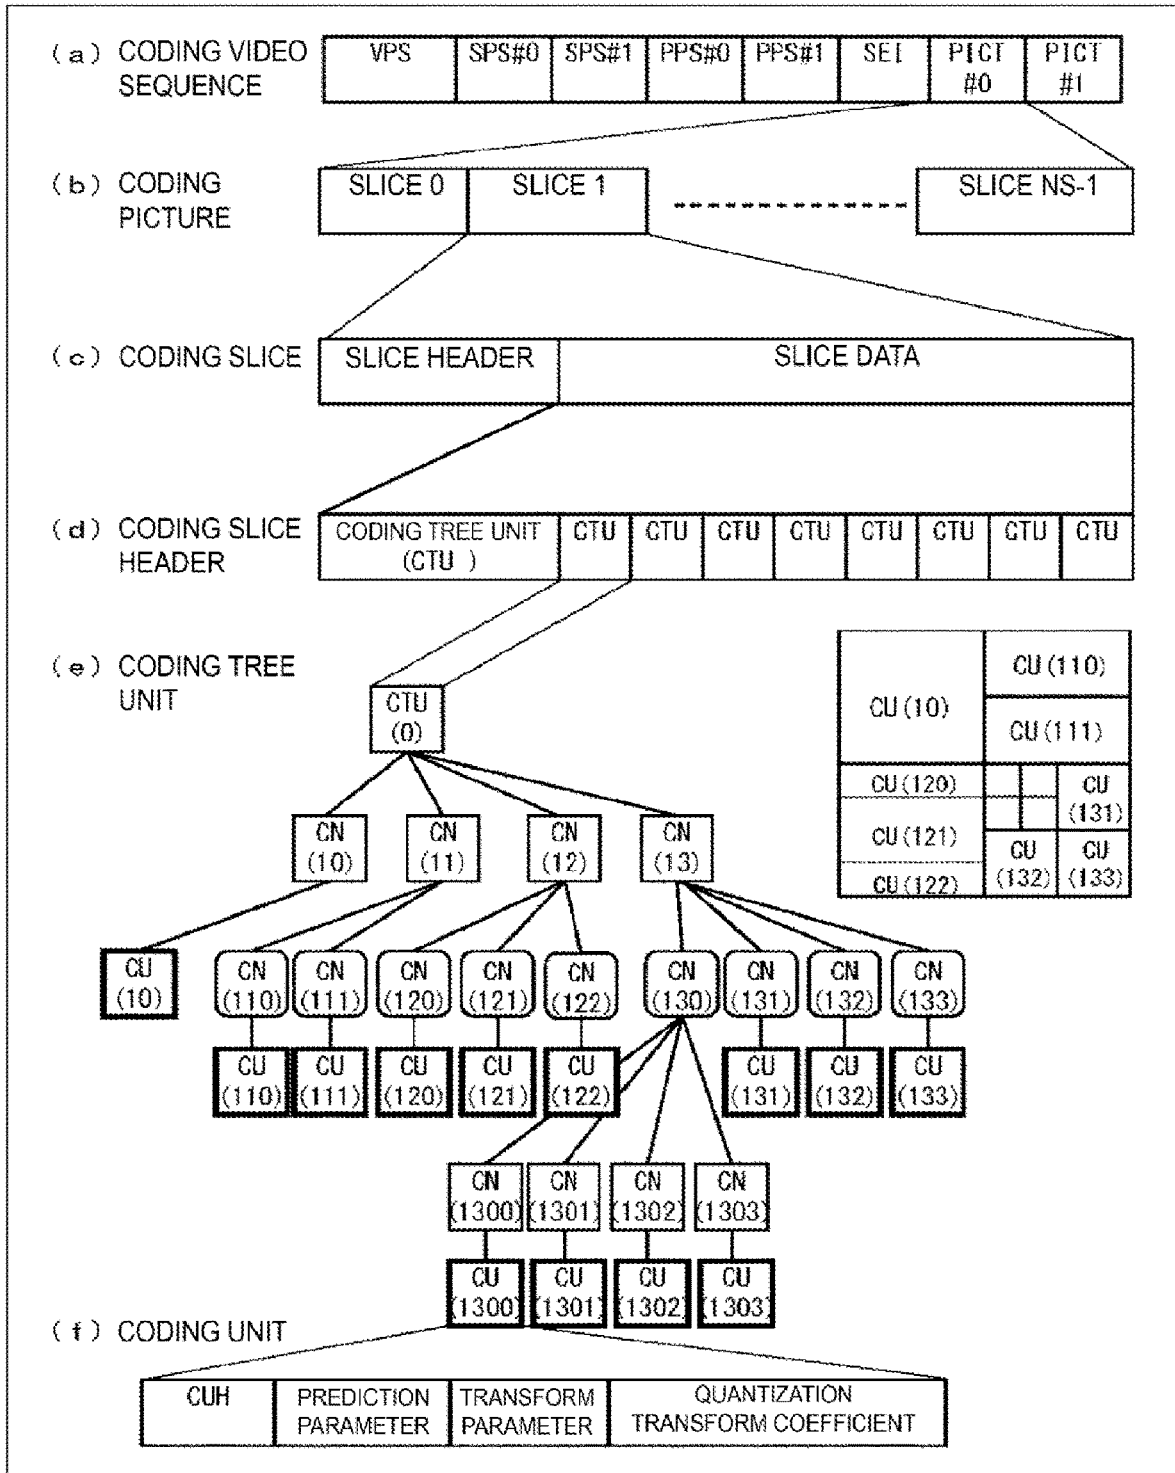 (a) CODING VIDEO SEQUENCE
VPS
SPS#0
SPS#1
PPS#0
PPS#1
SEI
PICT #0
PICT #1
(b) CODING PICTURE
SLICE 0
SLICE 1
SLICE NS-1
(c) CODING SLICE
SLICE HEADER
SLICE DATA
(d) CODING SLICE HEADER
CODING TREE UNIT (CTU )
CTU
CTU
CTU
CTU
CTU
CTU
CTU
CTU
(e) CODING TREE UNIT
CTU (0)
CU (10)
CU (110)
CU (111)
CU (120)
CU (121)
CU (122)
CU (131)
CU (132)
CU (133)
CN (10)
CN (11)
CN (12)
CN (13)
CU (10)
CN (110)
CN (111)
CN (120)
CN (121)
CN (122)
CN (130)
CN (131)
CN (132)
CN (133)
CU (110)
CU (111)
CU (120)
CU (121)
CU (122)
CU (131)
CU (132)
CU (133)
CN (1300)
CN (1301)
CN (1302)
CN (1303)
CU (1300)
CU (1301)
CU (1302)
CU (1303)
(f) CODING UNIT
CUH
PREDICTION PARAMETER
TRANSFORM PARAMETER
QUANTIZATION TRANSFORM COEFFICIENT